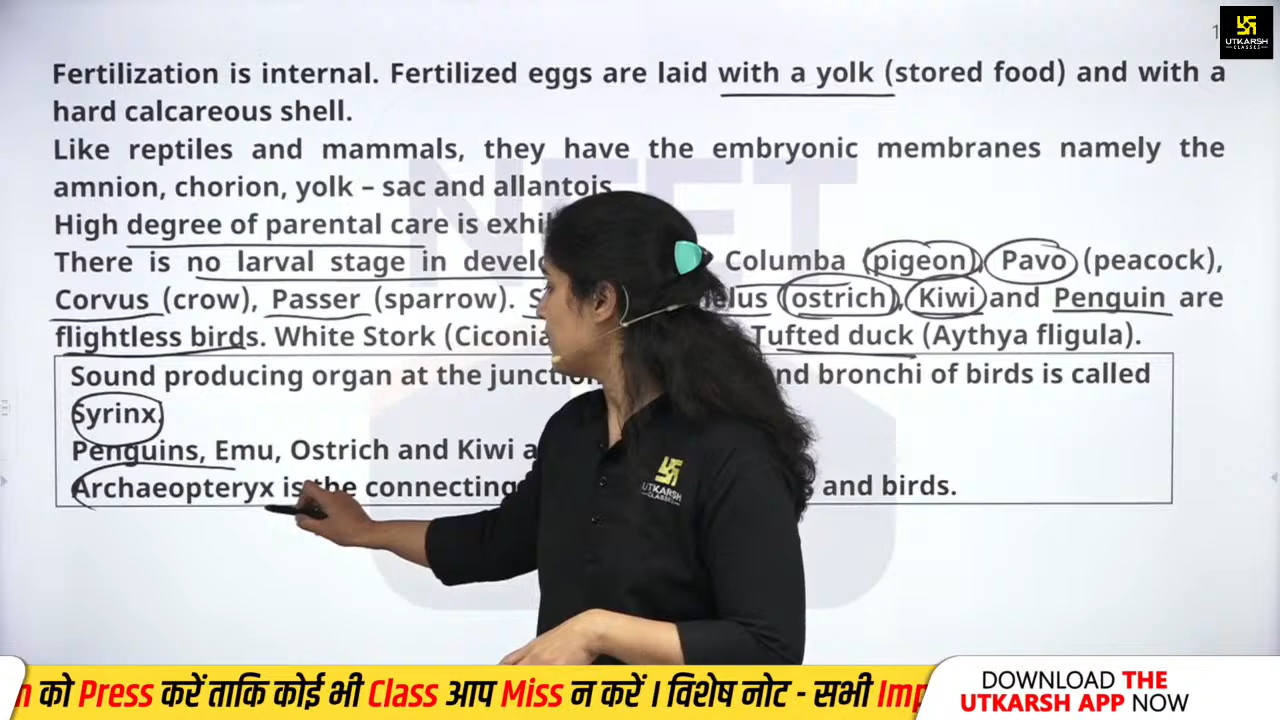 UTKARSH
CLASSES
Fertilization is internal. Fertilized eggs are laid with a yolk (stored food) and with a
hard calcareous shell.
Like reptiles and mammals, they have the embryonic membranes namely the
amnion, chorion, yolk – sac and allantois
High degree of parental care is
There is no larval stage in Columba (pigeon), Pavo (peacock),
Corvus (crow), Passer (sparrow). (ostrich), Kiwi and Penguin are
flightless birds. White Stork (Ciconia Tufted duck (Aythya fligula).
Sound producing organ at the bronchi of birds is called
Syrinx.
Penguins, Emu, Ostrich and Kiwi
Archaeopteryx is the connecting and birds.
NEET
UTKARSH
CLASSES
को Press करें ताकि कोई भी Class आप Miss न करें । विशेष नोट - सभी
DOWNLOAD THE
UTKARSH APP NOW